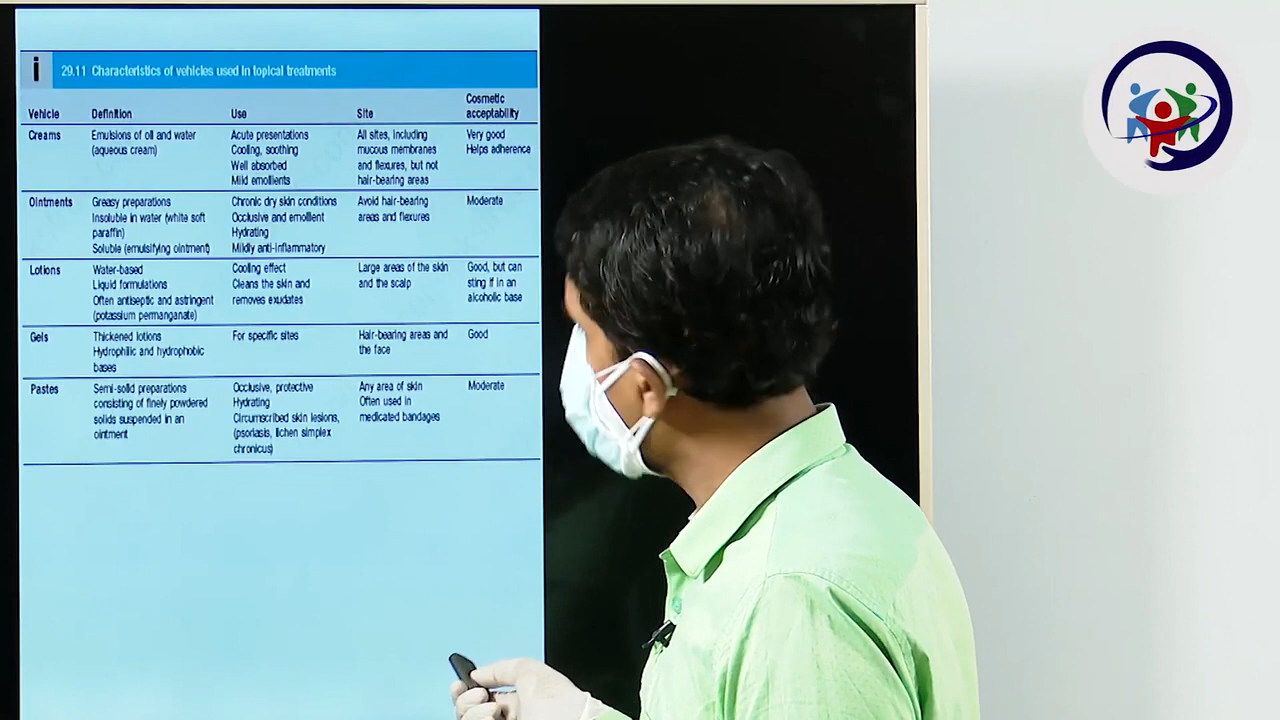 i 29.11 Characteristics of vehicles used in topical treatments
Vehicle Definition Use Site Cosmetic acceptability
Creams Emulsions of oil and water Acute presentations All sites, including Very good
(aqueous cream) Cooling, soothing mucous membranes Helps adherence
Well absorbed and flexures, but not
Mild emollients hair-bearing areas
Ointments Greasy preparations Chronic dry skin conditions Avoid hair-bearing Moderate
Insoluble in water (white soft Occlusive and emollient areas and flexures
paraffin) Hydrating
Soluble (emulsifying ointment) Mildly anti-inflammatory
Lotions Water-based Cooling effect Large areas of the skin Good, but can
Liquid formulations Cleans the skin and and the scalp sting if in an
Often antiseptic and astringent removes exudates alcoholic base
(potassium permanganate)
Gels Thickened lotions For specific sites Hair-bearing areas and Good
Hydrophilic and hydrophobic the face
bases
Pastes Semi-solid preparations Occlusive, protective Any area of skin Moderate
consisting of finely powdered Hydrating Often used in
solids suspended in an Circumscribed skin lesions, medicated bandages
ointment (psoriasis, lichen simplex
chronicus)